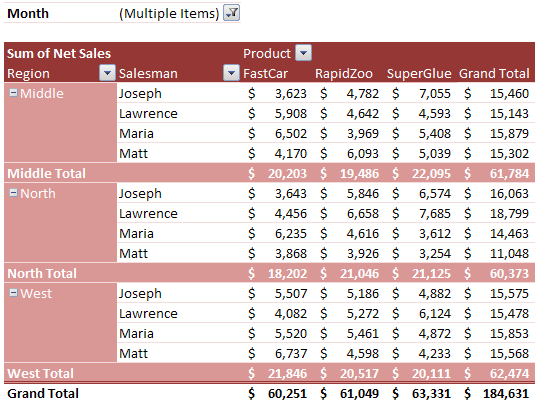 Month (Multiple Items)
Sum of Net Sales Product
Region Salesman FastCar RapidZoo SuperGlue Grand Total
Middle Joseph $ 3,623 $ 4,782 $ 7,055 $ 15,460
Lawrence $ 5,908 $ 4,642 $ 4,593 $ 15,143
Maria $ 6,502 $ 3,969 $ 5,408 $ 15,879
Matt $ 4,170 $ 6,093 $ 5,039 $ 15,302
Middle Total $ 20,203 $ 19,486 $ 22,095 $ 61,784
North Joseph $ 3,643 $ 5,846 $ 6,574 $ 16,063
Lawrence $ 4,456 $ 6,658 $ 7,685 $ 18,799
Maria $ 6,235 $ 4,616 $ 3,612 $ 14,463
Matt $ 3,868 $ 3,926 $ 3,254 $ 11,048
North Total $ 18,202 $ 21,046 $ 21,125 $ 60,373
West Joseph $ 5,507 $ 5,186 $ 4,882 $ 15,575
Lawrence $ 4,082 $ 5,272 $ 6,124 $ 15,478
Maria $ 5,520 $ 5,461 $ 4,872 $ 15,853
Matt $ 6,737 $ 4,598 $ 4,233 $ 15,568
West Total $ 21,846 $ 20,517 $ 20,111 $ 62,474
Grand Total $ 60,251 $ 61,049 $ 63,331 $ 184,631